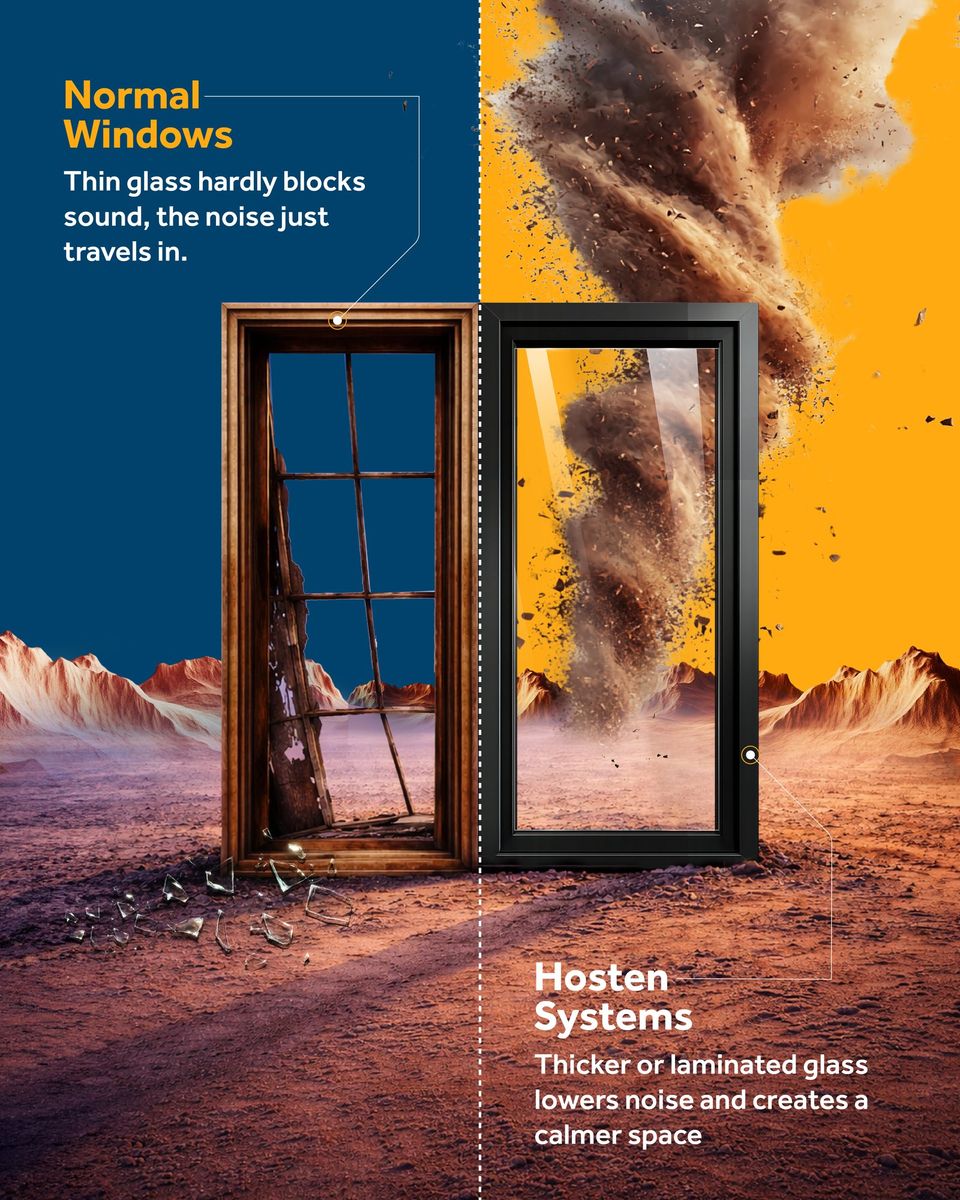 Normal
Windows
Thin glass hardly blocks
sound, the noise just
travels in.
Hosten
Systems
Thicker or laminated glass
lowers noise and creates a
calmer space